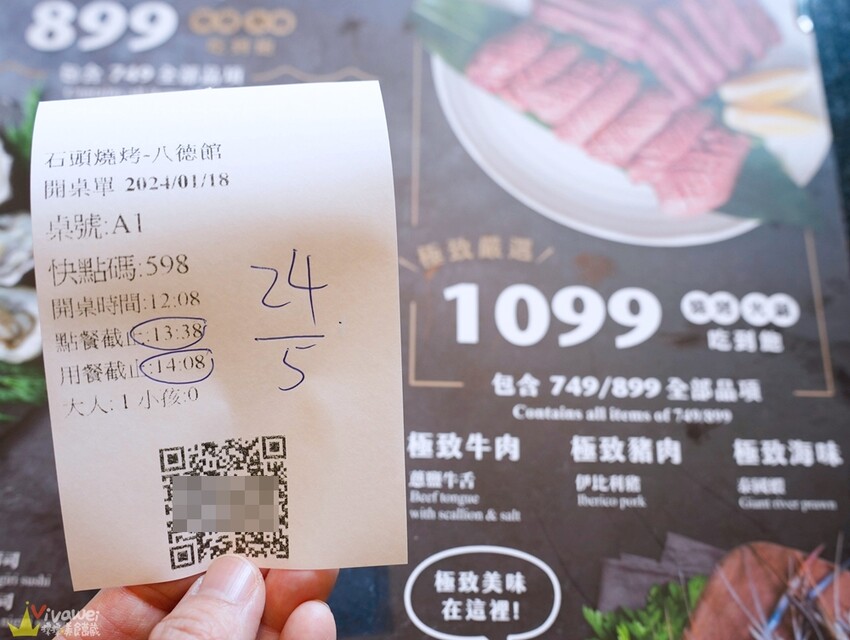 899
包含 749 全部品項
石頭燒烤-八德館
開桌單 2024/01/18
桌號:A1
快點碼:598
開桌時間:12:08
點餐截止:13:38
用餐截止:14:08
大人:1 小孩:0
24
5
極致嚴選
1099
吃到飽
包含 749/899 全部品項
Contains all items of 749/899
極致牛肉
蔥鹽牛舌
Beef tongue
with scallion & salt
極致豬肉
伊比利豬
Iberico pork
極致海味
泰國蝦
Giant river prawn
極致美味
在這裡!
Vivawei